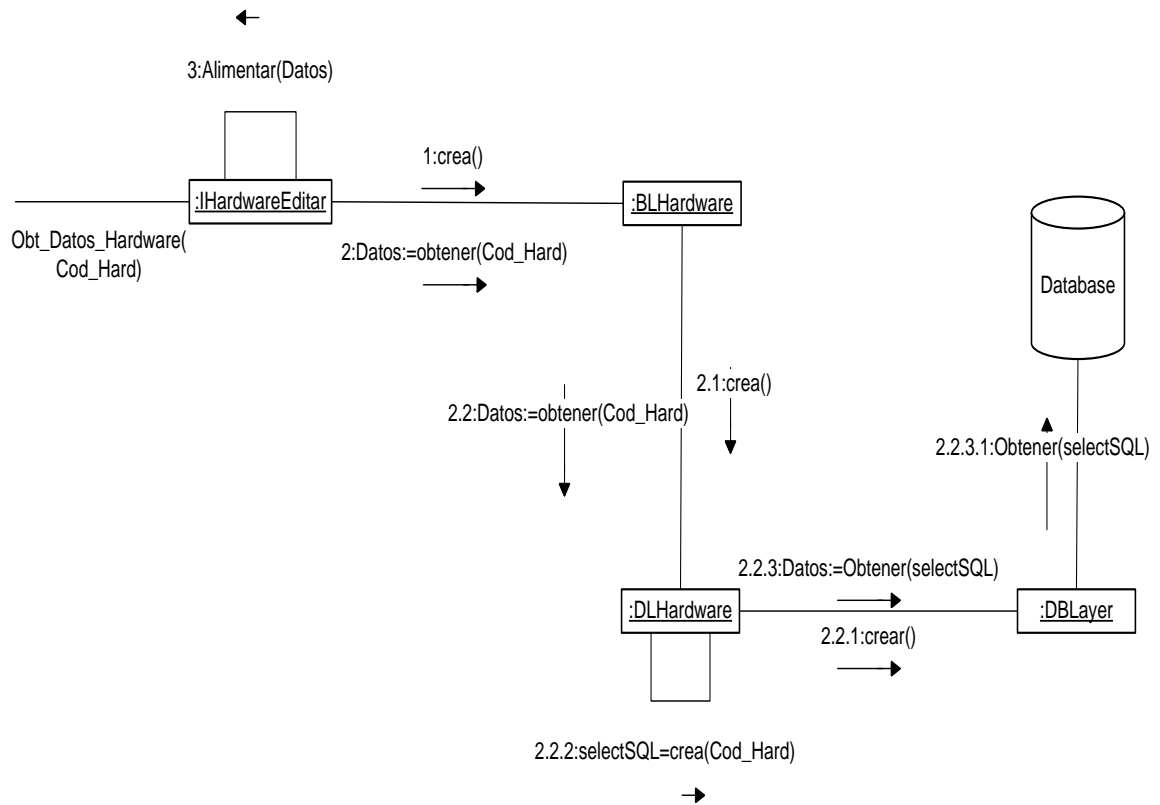 3:Alimentar(Datos)
1:crea()
:IHardwareEditar
:BLHardware
Obt_Datos_Hardware(
Cod_Hard)
2:Datos:=obtener(Cod_Hard)
Database
2.1:crea()
2.2:Datos:=obtener(Cod_Hard)
2.2.3.1:Obtener(selectSQL)
2.2.3:Datos:=Obtener(selectSQL)
:DLHardware
:DBLayer
2.2.1:crear()
2.2.2:selectSQL=crea(Cod_Hard)